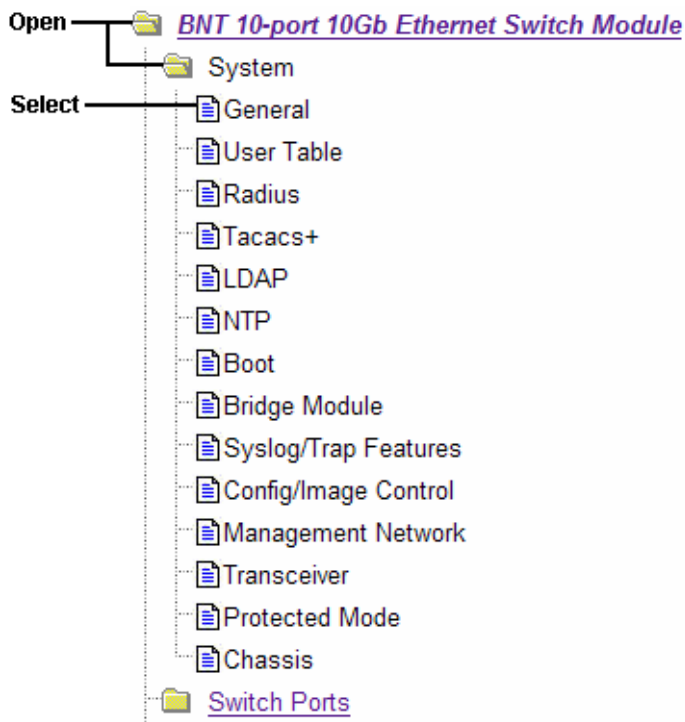 Open BNT 10-port 10Gb Ethernet Switch Module
System
Select General
User Table
Radius
Tacacs+
LDAP
NTP
Boot
Bridge Module
Syslog/Trap Features
Config/Image Control
Management Network
Transceiver
Protected Mode
Chassis
Switch Ports